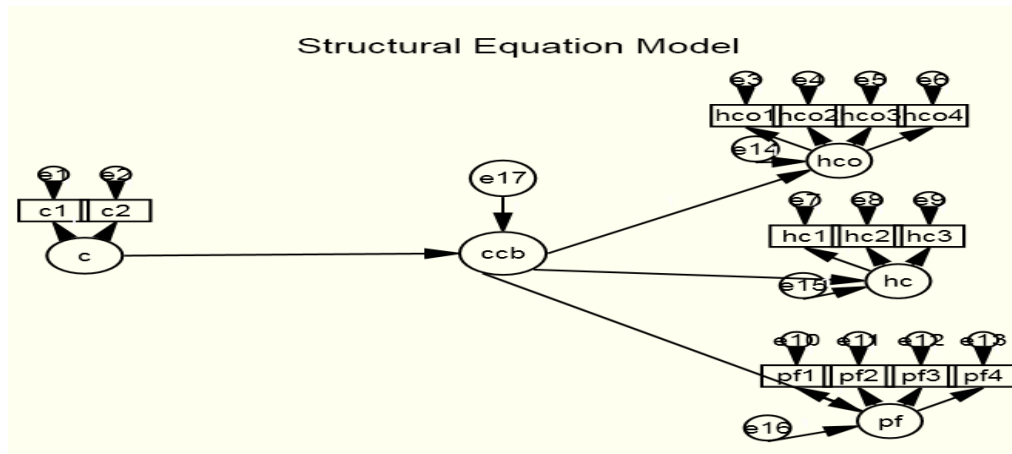 Structural Equation Model
e3 e4 e5 e6
hco1 hco2 hco3 hco4
e14 hco
e1 e2
c1 c2
c
e17
ccb
e7 e8 e9
hc1 hc2 hc3
e15 hc
e10 e11 e12 e13
pf1 pf2 pf3 pf4
e16 pf